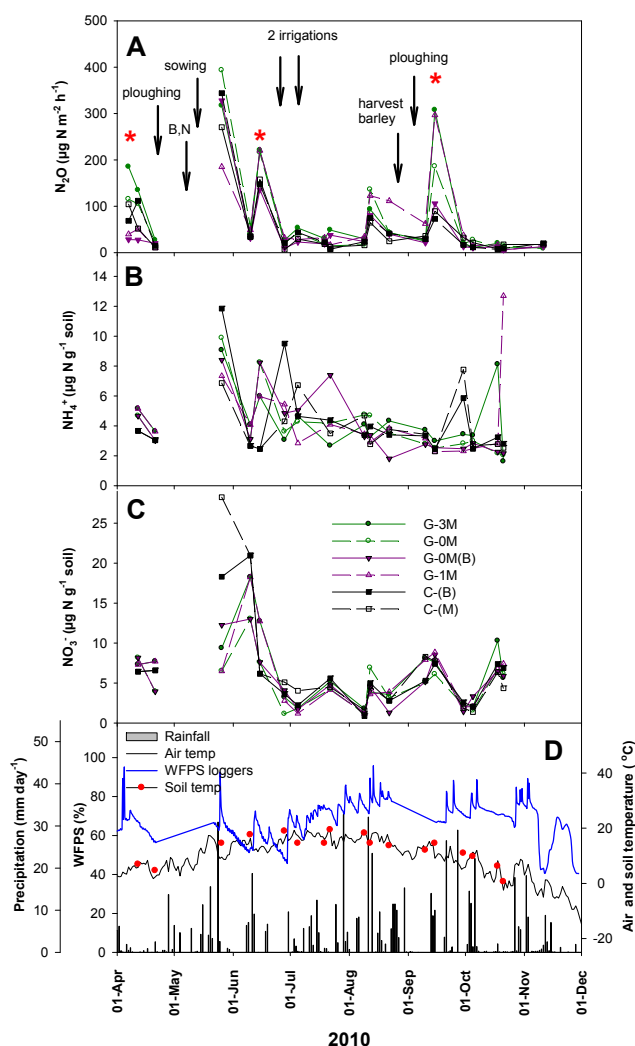 A
2 irrigations
ploughing
sowing
ploughing
*
*
*
B,N
harvest
barley
N₂O (µg N m⁻² h⁻¹)
500
400
300
200
100
0
B
NH₄⁺ (µg N g⁻¹ soil)
14
12
10
8
6
4
2
0
C
NO₃⁻ (µg N g⁻¹ soil)
25
20
15
10
5
0
G-3M
G-0M
G-0M(B)
G-1M
C-(B)
C-(M)
D
Rainfall
Air temp
WFPS loggers
Soil temp
Precipitation (mm day⁻¹)
50
40
30
20
10
0
WFPS (%)
100
80
60
40
20
0
Air and soil temperature (°C)
40
20
0
-20
01-Apr
01-May
01-Jun
01-Jul
01-Aug
01-Sep
01-Oct
01-Nov
01-Dec
2010